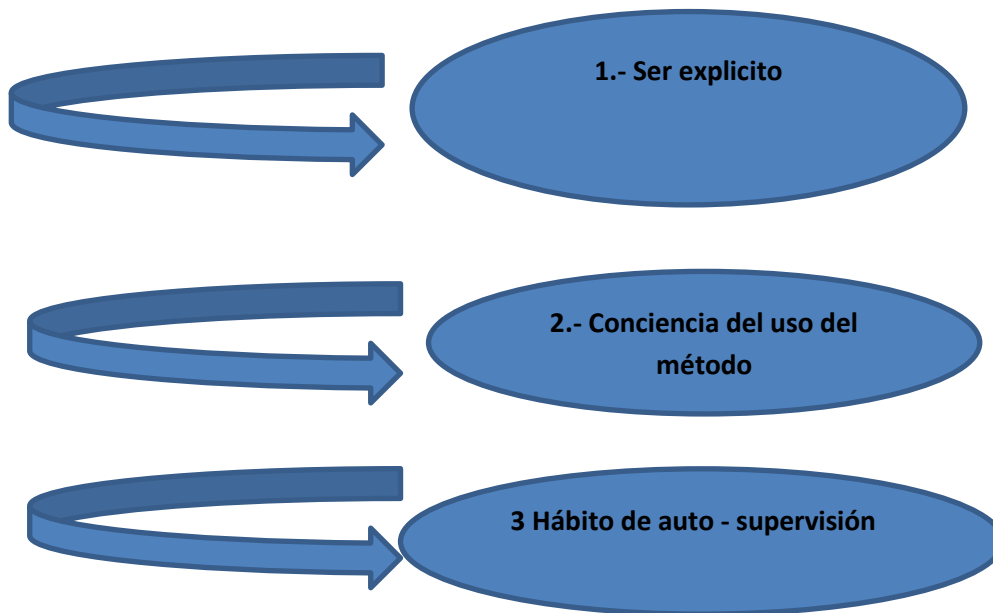 1.- Ser explicito
2.- Conciencia del uso del
método
3 Hábito de auto - supervisión